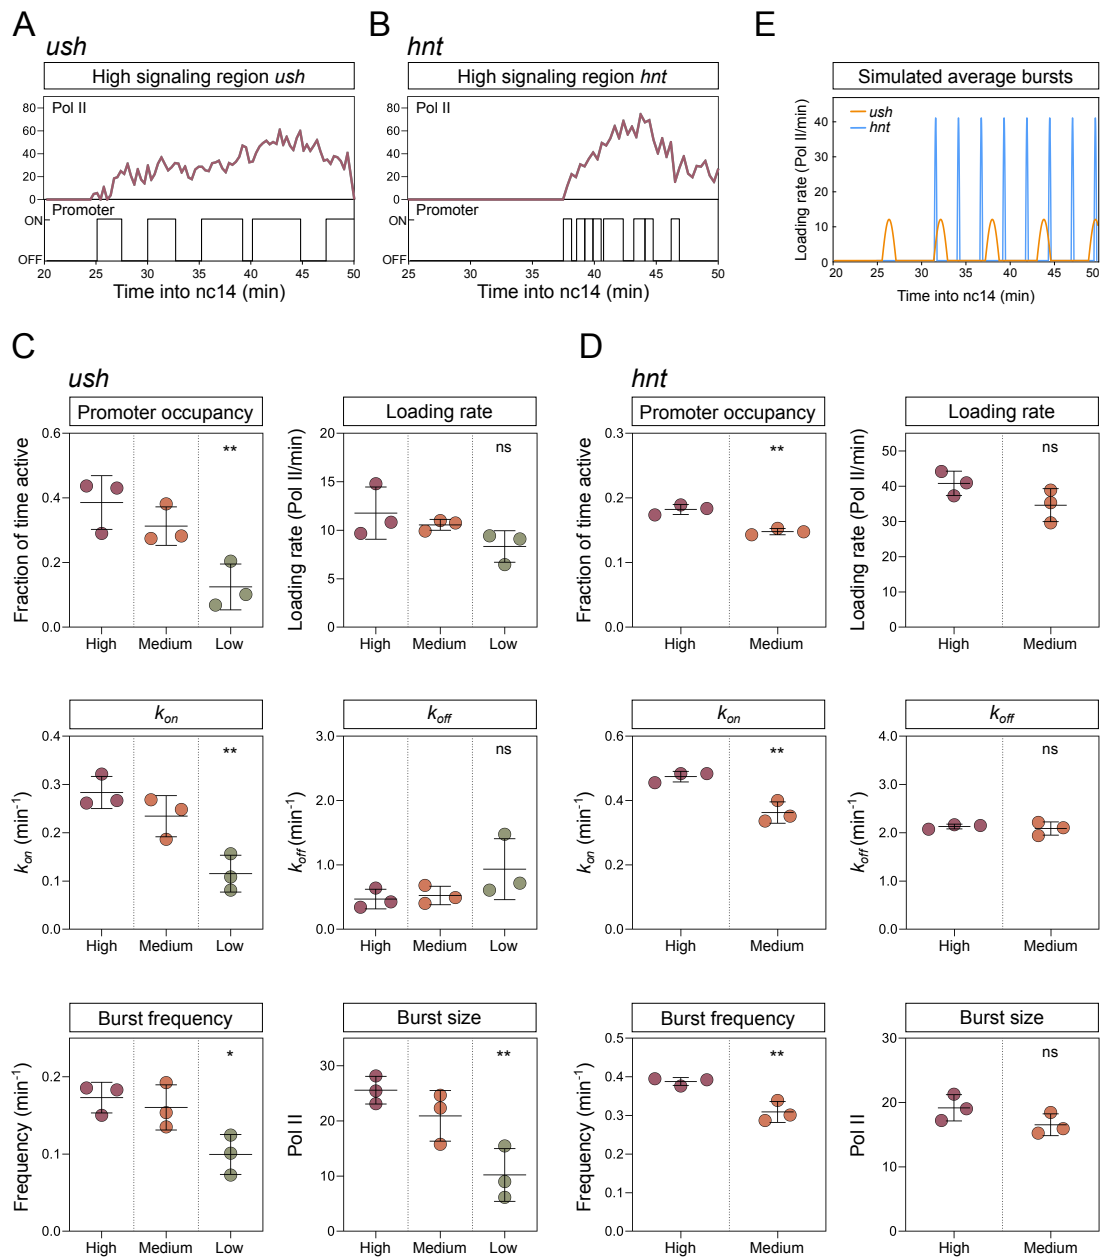 A
ush
High signaling region ush
Pol II
80
60
40
20
0
Promoter
ON
OFF
20 25 30 35 40 45 50
Time into nc14 (min)
B
hnt
High signaling region hnt
Pol II
80
60
40
20
0
Promoter
ON
OFF
20 40 45 50 25 30 35
Time into nc14 (min)
E
Simulated average bursts
ush
hnt
Loading rate (Pol II/min)
40
30
20
10
0
20 25 30 35 40 45 50
Time into nc14 (min)
C
ush
Promoter occupancy
Fraction of time active
0.6
0.4
0.2
0.0
**
High Medium Low
Loading rate
Loading rate (Pol II/min)
20
15
10
5
0
ns
High Medium Low
kon
kon (min-1)
0.4
0.3
0.2
0.1
0.0
**
High Medium Low
koff
koff (min-1)
3.0
2.0
1.0
0.0
ns
High Medium Low
Burst frequency
Frequency (min-1)
0.2
0.1
0.0
*
High Medium Low
Burst size
Pol II
30
20
10
0
**
High Medium Low
D
hnt
Promoter occupancy
Fraction of time active
0.3
0.2
0.1
0.0
**
High Medium
Loading rate
Loading rate (Pol II/min)
50
40
30
20
10
0
ns
High Medium
kon
kon (min-1)
0.6
0.4
0.2
0.0
**
High Medium
koff
koff (min-1)
4.0
3.0
2.0
1.0
0.0
ns
High Medium
Burst frequency
Frequency (min-1)
0.5
0.4
0.3
0.2
0.1
0.0
**
High Medium
Burst size
Pol II
30
20
10
0
ns
High Medium